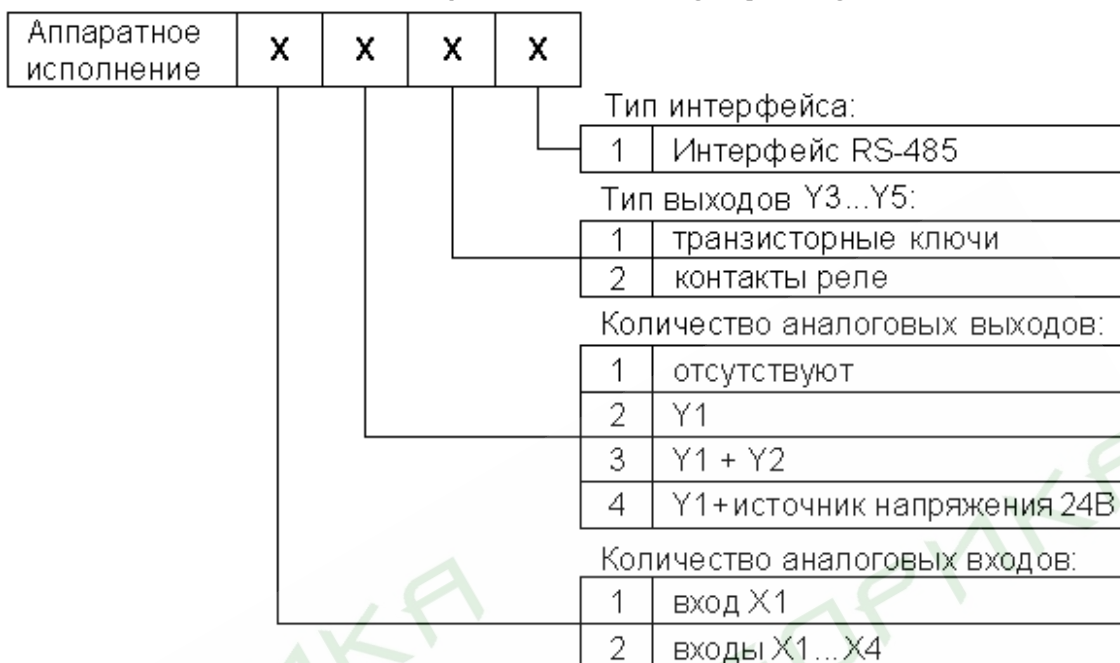 Аппаратное
исполнение
X X X X
Тип интерфейса:
1 Интерфейс RS-485
Тип выходов Y3...Y5:
1 транзисторные ключи
2 контакты реле
Количество аналоговых выходов:
1 отсутствуют
2 Y1
3 Y1 + Y2
4 Y1+источник напряжения 24В
Количество аналоговых входов:
1 вход X1
2 входы X1...X4